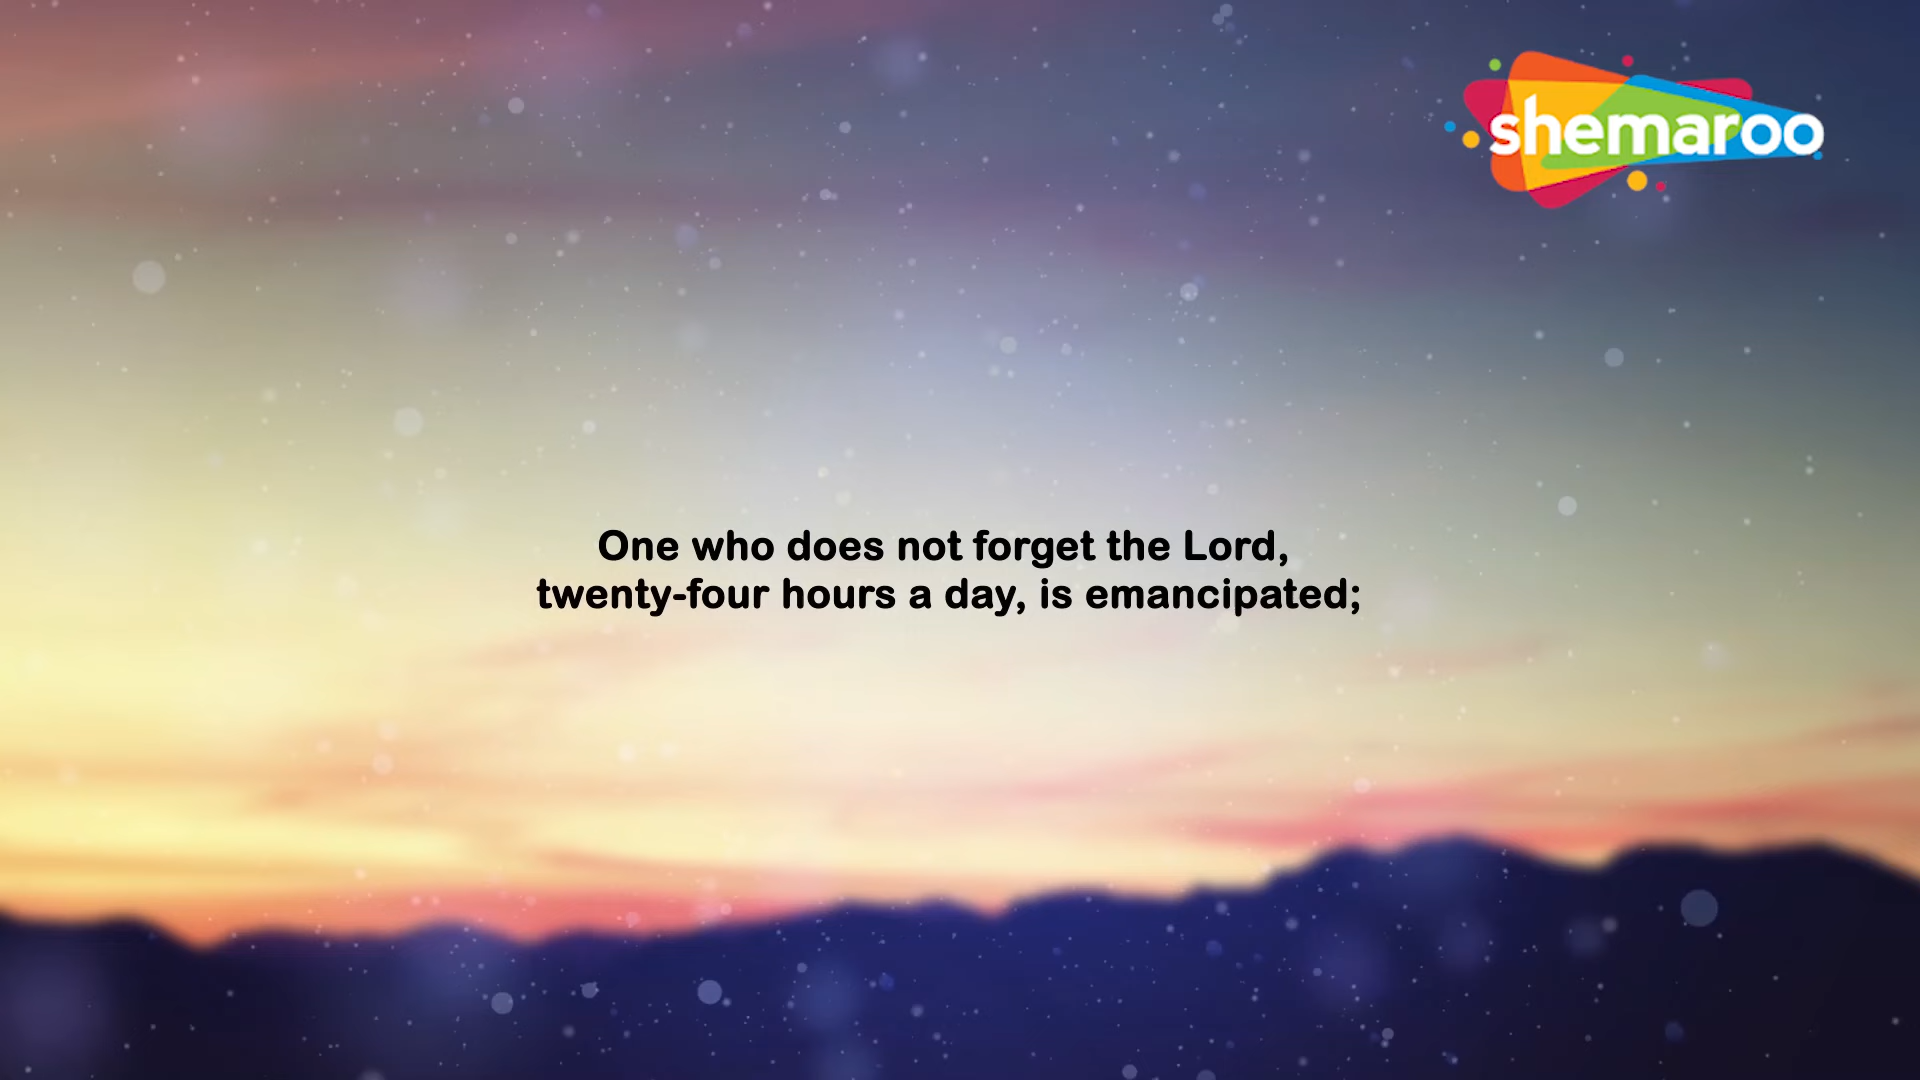 shemaroo
One who does not forget the Lord,
twenty-four hours a day, is emancipated;